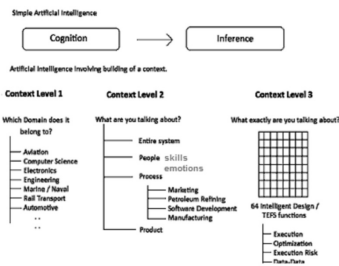 Simple Artificial Intelligence
Cognition
Inference
Artificial Intelligence involving building of a context.
Context Level 1
Which Domain does it
belong to?
Aviation
Computer Science
Electronics
Engineering
Marine / Naval
Rail Transport
Automotive
. .
. .
Context Level 2
What are you talking about?
Entire system
People skills
emotions
Process
Marketing
Petroleum Refining
Software Development
Manufacturing
Product
Context Level 3
What exactly are you talking about?
64 Intelligent Design /
TEFS functions
Execution
Optimization
Execution Risk
Data-Data